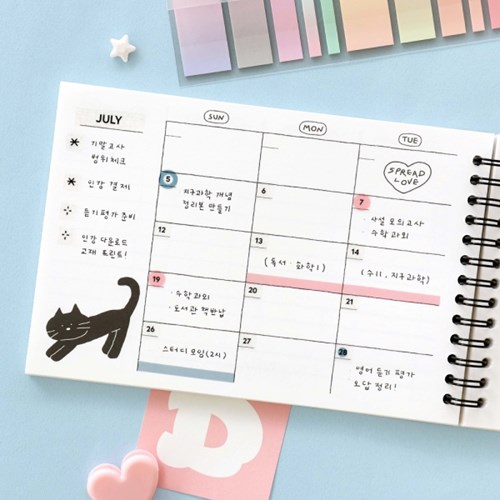 JULY
기말고사
범위체크
인강 결제
듣기평가 준비
인강 다운로드
교재 프린트!
SUN
MON
TUE
SPREAD
LOVE
5
지구과학 개념
정리본 만들기
6
7
· 사설 모의고사
· 수학과외
12
13
(독서·화학1)
14
(수II, 지구과학)
19
· 수학과외
· 도서관 책반납
20
21
26
스터디 모임(2시)
27
28
· 영어 듣기 평가
오답 정리!